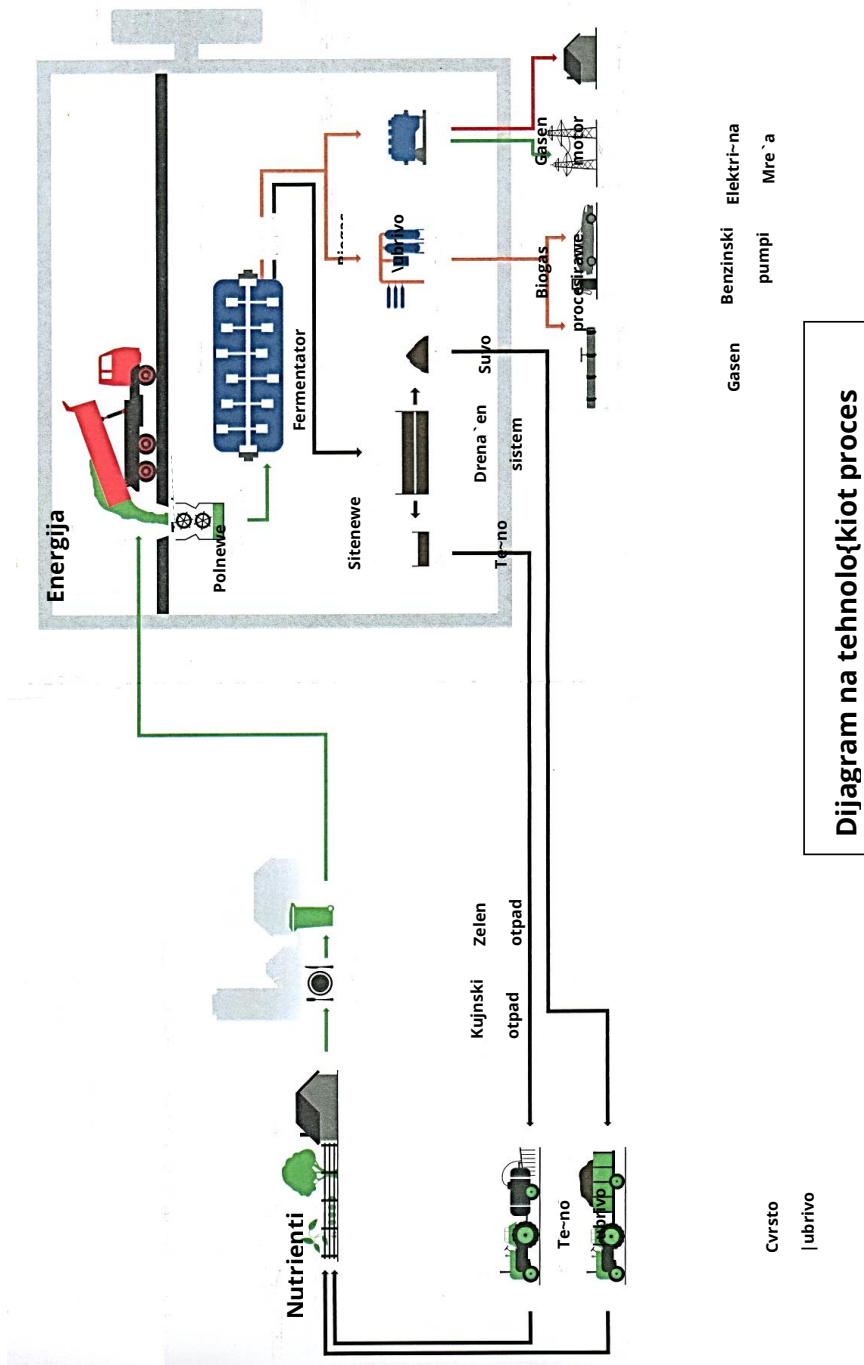 Energija
Polnewe
Fermentator
Sitenewe
\ubrivo
Te~no
Drena`en
sistem
Suvo
Biogas
procesirawe
Gasen
motor
Gasen
Benzinski
pumpi
Elektri~na
Mre`a
Nutrienti
Kujnski
otpad
Zelen
otpad
Te~no
ubrivo
Cvrsto
|ubrivo
Dijagram na tehnolo{kiot proces